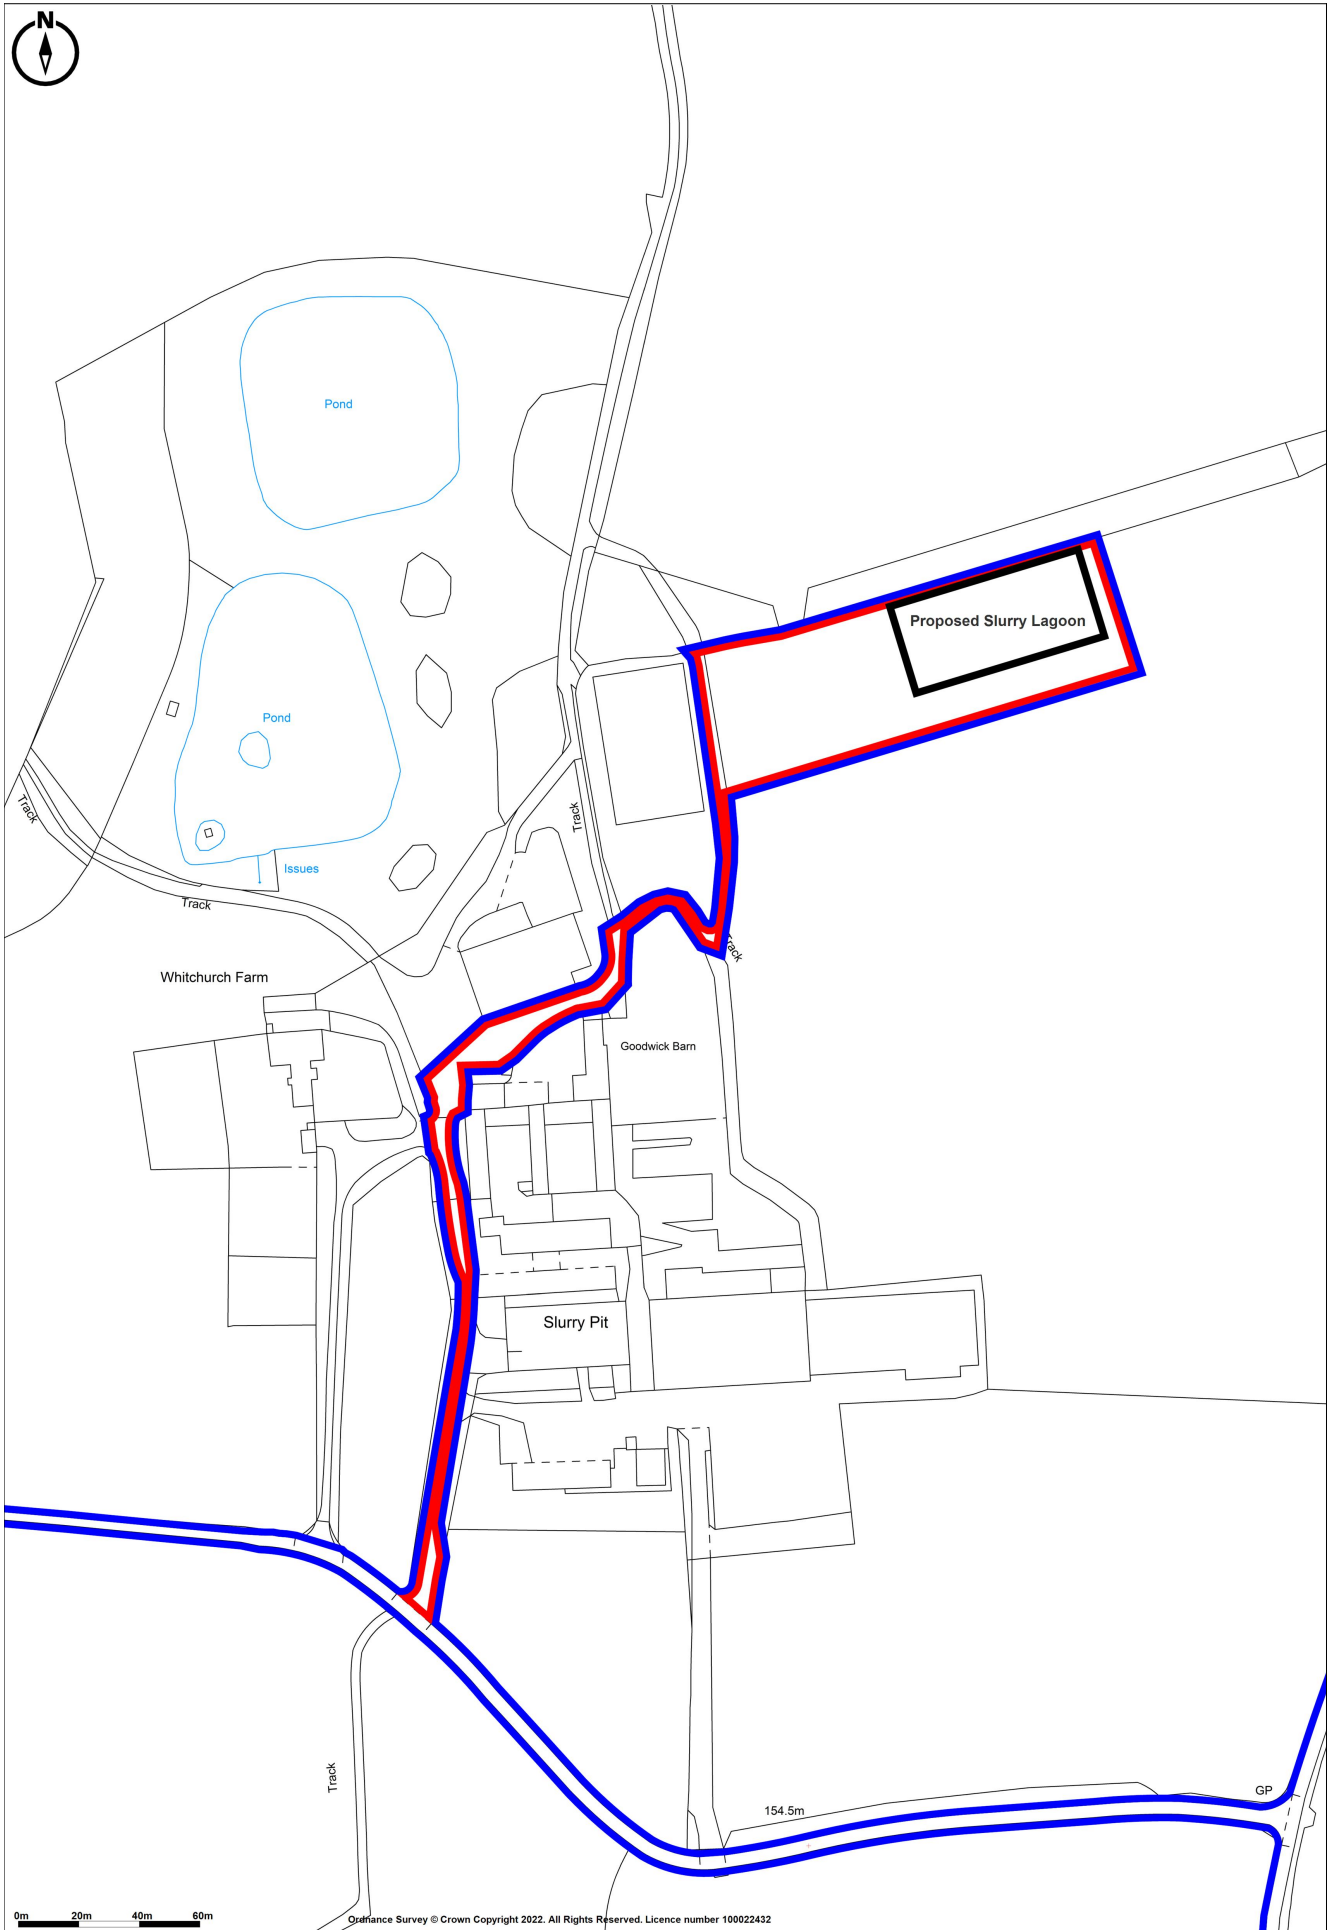 N
Pond
Proposed Slurry Lagoon
Pond
Track
Track
Issues
Track
Track
Whitchurch Farm
Goodwick Barn
Slurry Pit
Track
GP
154.5m
0m 20m 40m 60m
Ordnance Survey © Crown Copyright 2022. All Rights Reserved. Licence number 100022432